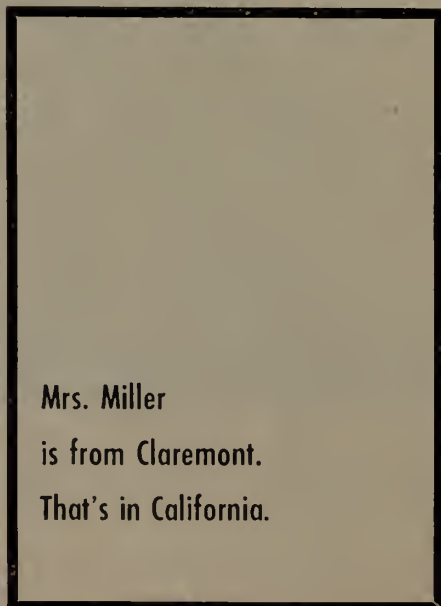 Mrs. Miller
is from Claremont.
That's in California.